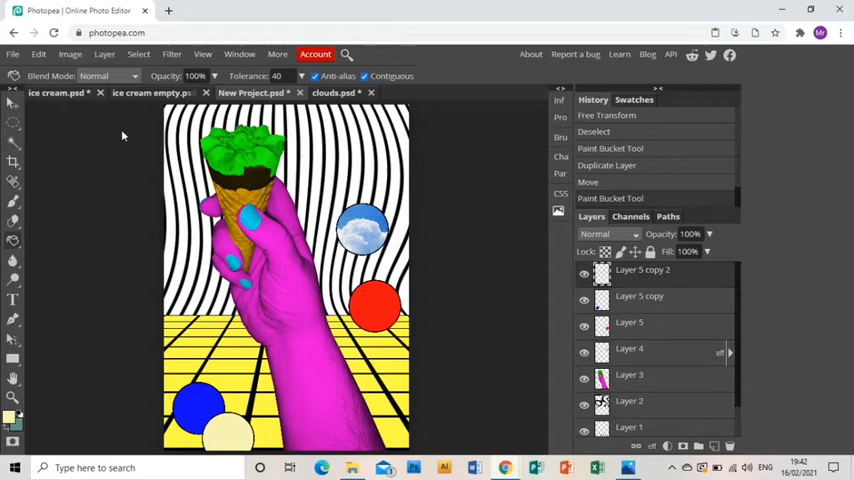 Photopea | Online Photo Editor
photopea.com
Mr
File Edit Image Layer Select Filter View Window More Account
About Report a bug Blog API
Blend Mode: Normal Opacity: 100% Tolerance: 40 Anti-alias Contiguous
ice cream.psd * ice cream empty.psd New Project.psd * clouds.psd *
Inf
Pro
Bru
Cha
Par
CSS
History Swatches
Free Transform
Deselect
Paint Bucket Tool
Duplicate Layer
Move
Paint Bucket Tool
Layers Channels Paths
Normal Opacity: 100%
Lock: Fill: 100%
Layer 5 copy 2
Layer 5 copy
Layer 5
Layer 4 eff
Layer 3
Layer 2
Layer 1
eff
Type here to search
ENG
19:42
16/02/2021